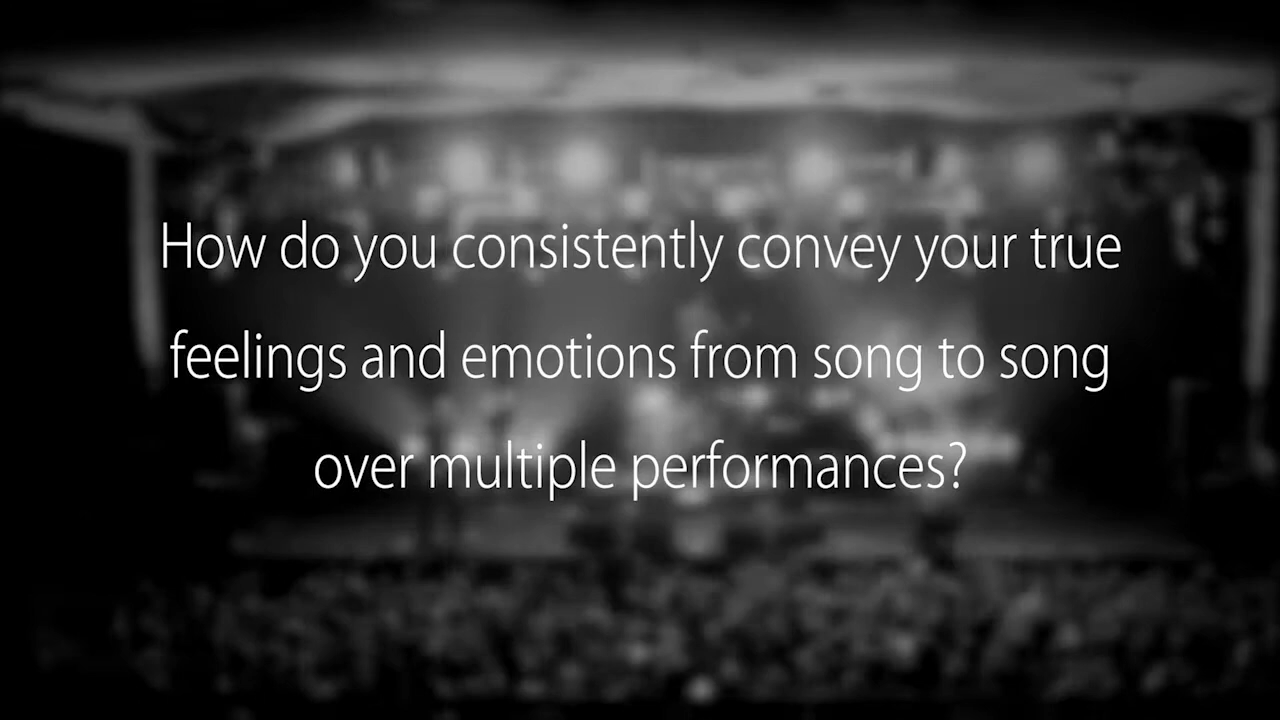 How do you consistently convey your true
feelings and emotions from song to song
over multiple performances?